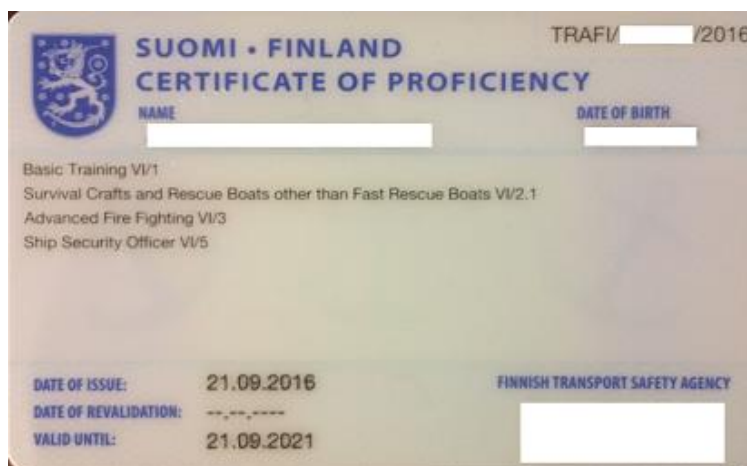 SUOMI • FINLAND
TRAFI/ /2016
CERTIFICATE OF PROFICIENCY
NAME
DATE OF BIRTH
Basic Training VI/1
Survival Crafts and Rescue Boats other than Fast Rescue Boats VI/2.1
Advanced Fire Fighting VI/3
Ship Security Officer VI/5
DATE OF ISSUE: 21.09.2016
FINNISH TRANSPORT SAFETY AGENCY
DATE OF REVALIDATION: --.--.----
VALID UNTIL: 21.09.2021